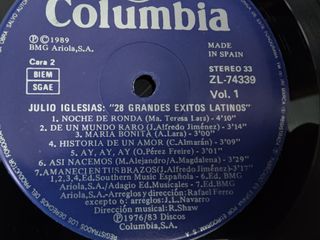 Columbia
℗ © 1989
BMG Ariola, S.A.
MADE
IN SPAIN
Cara 2
BIEM
SGAE
STEREO 33
ZL-74339
Vol. 1
JULIO IGLESIAS: "28 GRANDES EXITOS LATINOS"
1. NOCHE DE RONDA (Ma. Teresa Lara) - 4'10
2. DE UN MUNDO RARO (J.Alfredo Jiménez) - 3'14"
3. MARIA BONITA (A.Lara) - 3'10"
4. HISTORIA DE UN AMOR (C.Almarán) - 3'09"
5. AY, AY, AY (O.Pérez Freire) - 3'01"
6. ASI NACEMOS (M.Alejandro/A.Magdalena) - 3'21"
7. AMANECI EN TUS BRAZOS (J.Alfredo Jiménez) -
1,2,3,4,Ed.Southern Music Española - 6.Ed, BMG
Ariola,S.A./Adagio Ed.Musicales - 7.Ed.BMG
Ariola,S.A. Arreglos por Rafael Ferro
excepto 6: arreglos: J.L.Navarro
Dirección musical: R.Shaw
℗ 1976/83 Discos
Columbia,S.A.